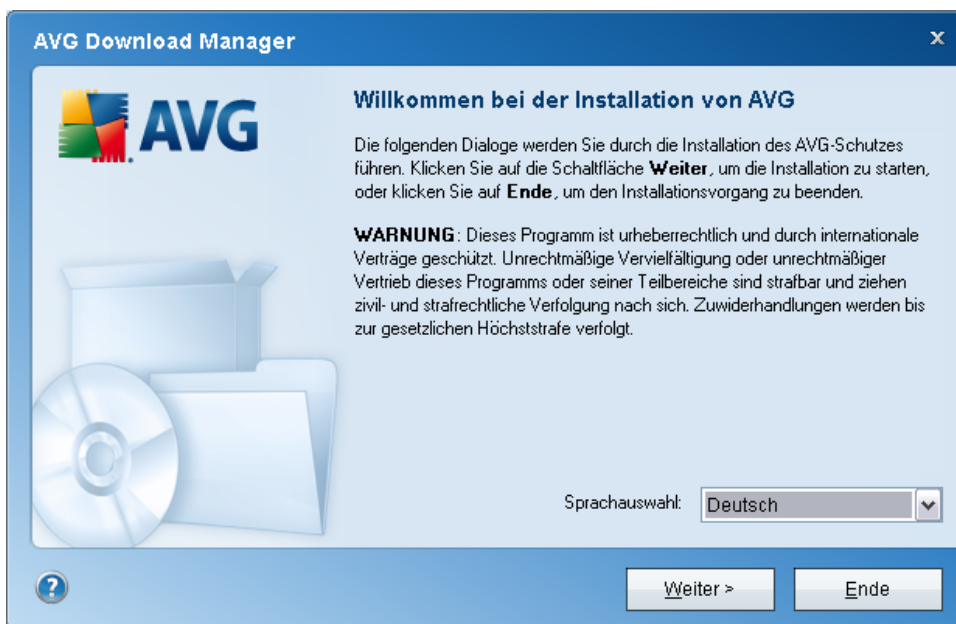 AVG Download Manager
x
AVG
Willkommen bei der Installation von AVG
Die folgenden Dialoge werden Sie durch die Installation des AVG-Schutzes
führen. Klicken Sie auf die Schaltfläche Weiter, um die Installation zu starten,
oder klicken Sie auf Ende, um den Installationsvorgang zu beenden.
WARNUNG: Dieses Programm ist urheberrechtlich und durch internationale
Verträge geschützt. Unrechtmäßige Vervielfältigung oder unrechtmäßiger
Vertrieb dieses Programms oder seiner Teilbereiche sind strafbar und ziehen
zivil- und strafrechtliche Verfolgung nach sich. Zuwiderhandlungen werden bis
zur gesetzlichen Höchststrafe verfolgt.
Sprachauswahl: Deutsch
?
Weiter > Ende